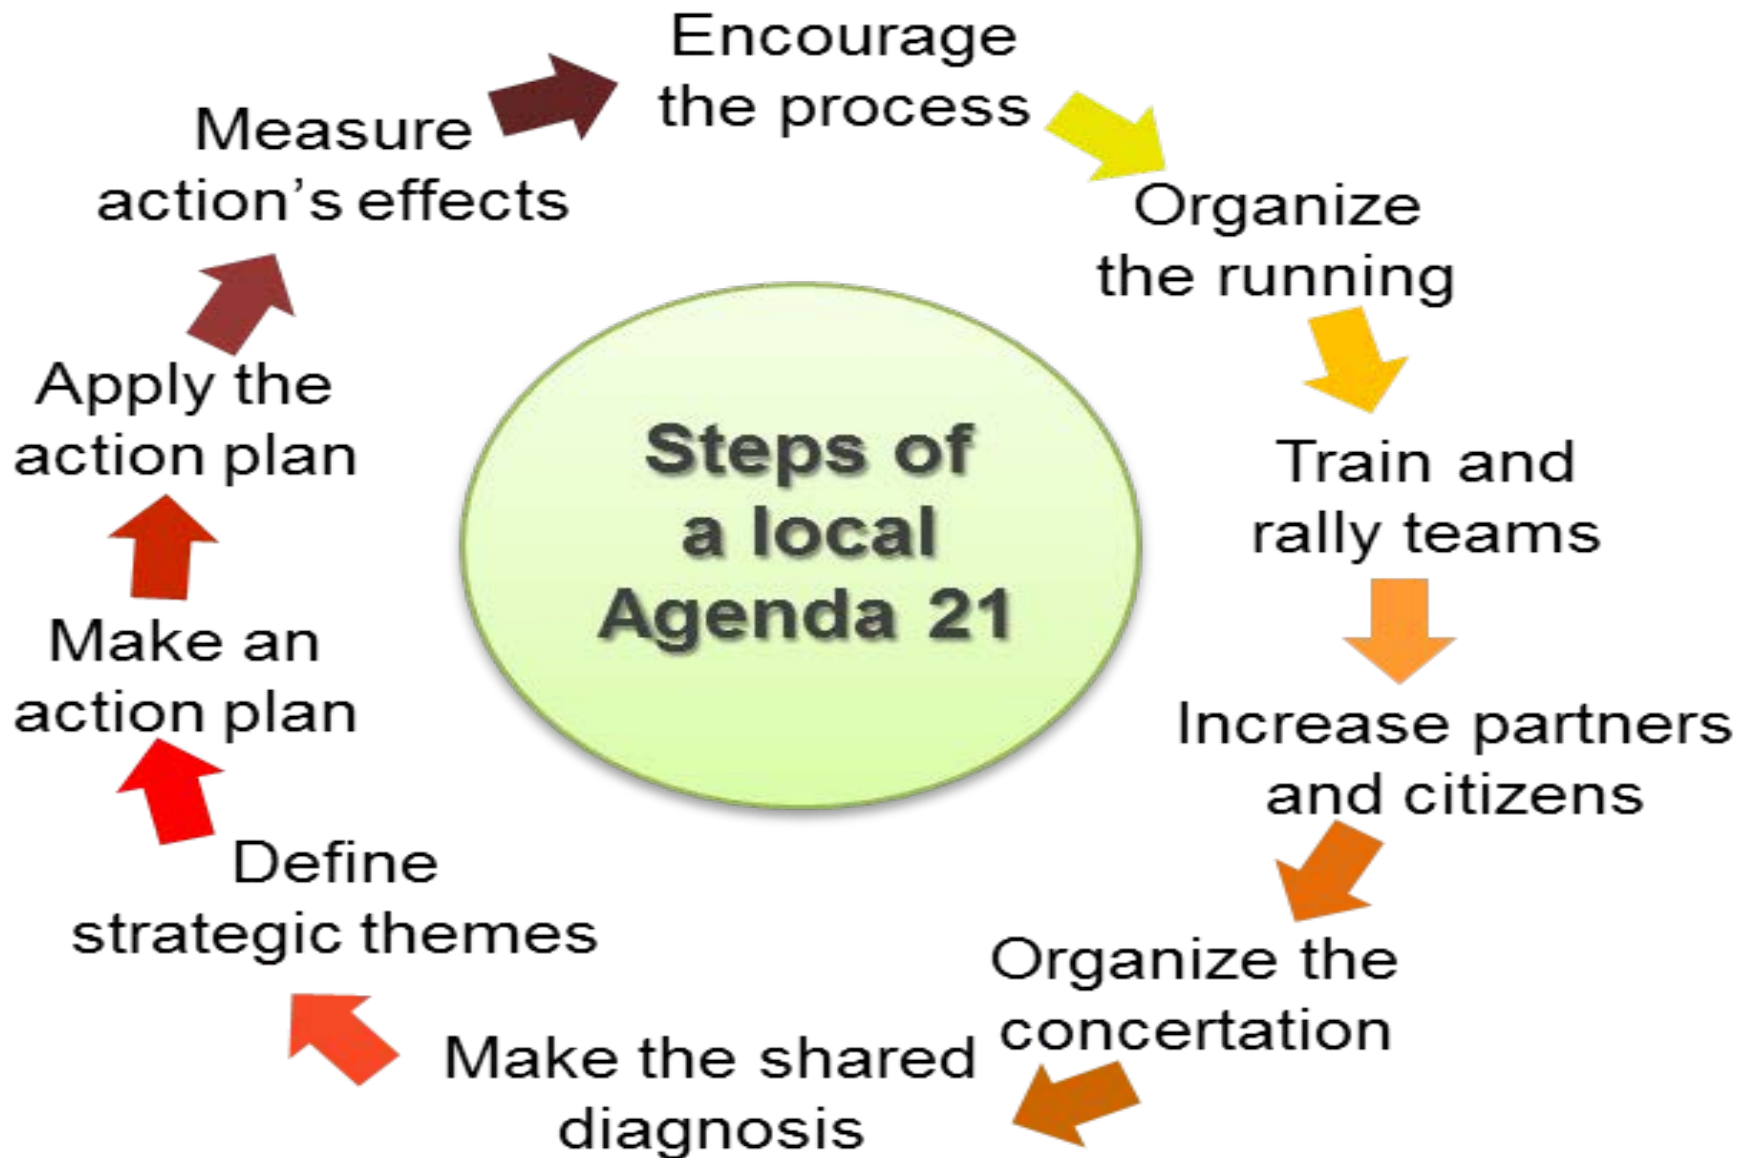 Encourage
the process
Organize
the running
Train and
rally teams
Increase partners
and citizens
Organize the
concertation
Make the shared
diagnosis
Define
strategic themes
Make an
action plan
Apply the
action plan
Measure
action’s effects
Steps of
a local
Agenda 21